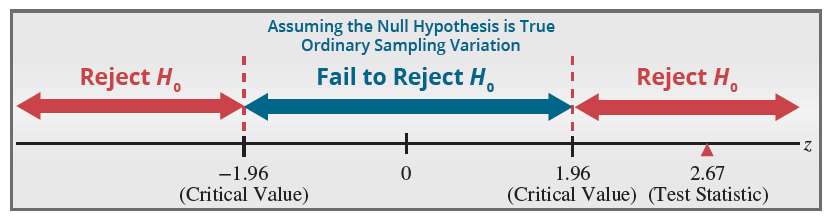 Assuming the Null Hypothesis is True
Ordinary Sampling Variation
Reject H₀ Fail to Reject H₀ Reject H₀
z
−1.96 0 1.96 2.67
(Critical Value) (Critical Value) (Test Statistic)